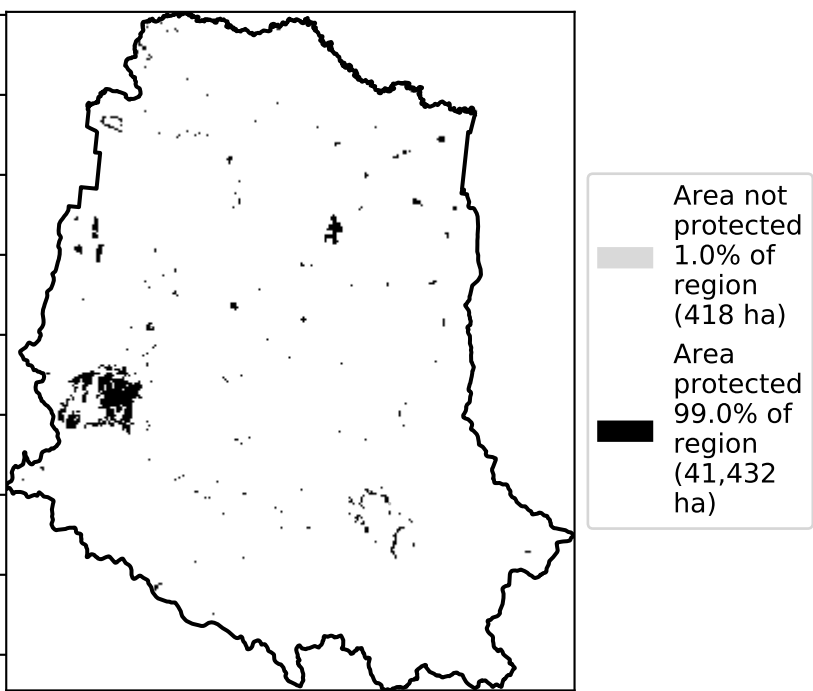 Area not
protected
1.0% of
region
(418 ha)
Area
protected
99.0% of
region
(41,432
ha)